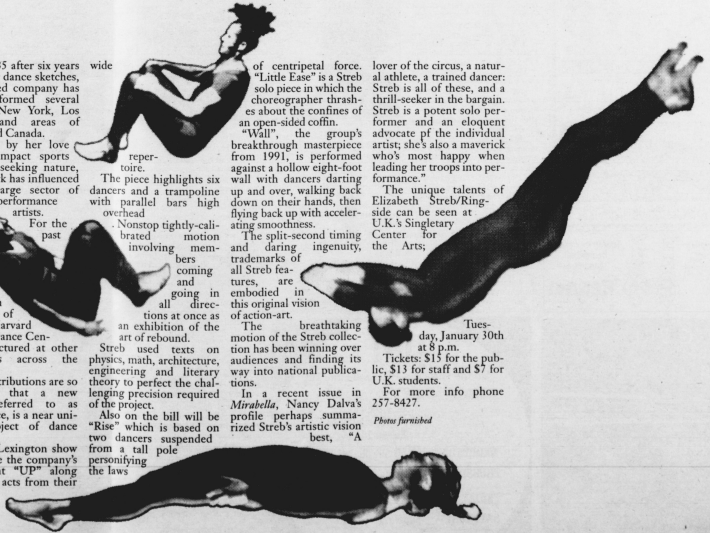 85 after six years
dance sketches,
ed company has
formed several
New York, Los
and areas of
d Canada.
by her love
mpact sports
seeking nature,
k has influenced
arge sector of
performance
artists.
For the
past
of
arvard
ance Cen-
ctured at other
s across the
tributions are so
that a new
eferred to as
e, is a near uni-
ject of dance
Lexington show
e the company's
at "UP" along
acts from their
wide
reper-
toire.
The piece highlights six
dancers and a trampoline
with parallel bars high
overhead
. Nonstop tightly-cali-
brated motion
involving mem-
bers
coming
and
going in
all direc-
tions at once as
an exhibition of the
art of rebound.
Streb used texts on
physics, math, architecture,
engineering and literary
theory to perfect the chal-
lenging precision required
of the project.
Also on the bill will be
"Rise" which is based on
two dancers suspended
from a tall pole
personifying
the laws
of centripetal force.
"Little Ease" is a Streb
solo piece in which the
choreographer thrash-
es about the confines of
an open-sided coffin.
"Wall", the group's
breakthrough masterpiece
from 1991, is performed
against a hollow eight-foot
wall with dancers darting
up and over, walking back
down on their hands, then
flying back up with acceler-
ating smoothness.
The split-second timing
and daring ingenuity,
trademarks of
all Streb fea-
tures, are
embodied in
this original vision
of action-art.
The breathtaking
motion of the Streb collec-
tion has been winning over
audiences and finding its
way into national publica-
tions.
In a recent issue in
Mirabella, Nancy Dalva's
profile perhaps summa-
rized Streb's artistic vision
best, "A
lover of the circus, a natur-
al athlete, a trained dancer:
Streb is all of these, and a
thrill-seeker in the bargain.
Streb is a potent solo per-
former and an eloquent
advocate pf the individual
artist; she's also a maverick
who's most happy when
leading her troops into per-
formance."
The unique talents of
Elizabeth Streb/Ring-
side can be seen at
U.K.'s Singletary
Center for
the Arts;
Tues-
day, January 30th
at 8 p.m.
Tickets: $15 for the pub-
lic, $13 for staff and $7 for
U.K. students.
For more info phone
257-8427.
Photos furnished